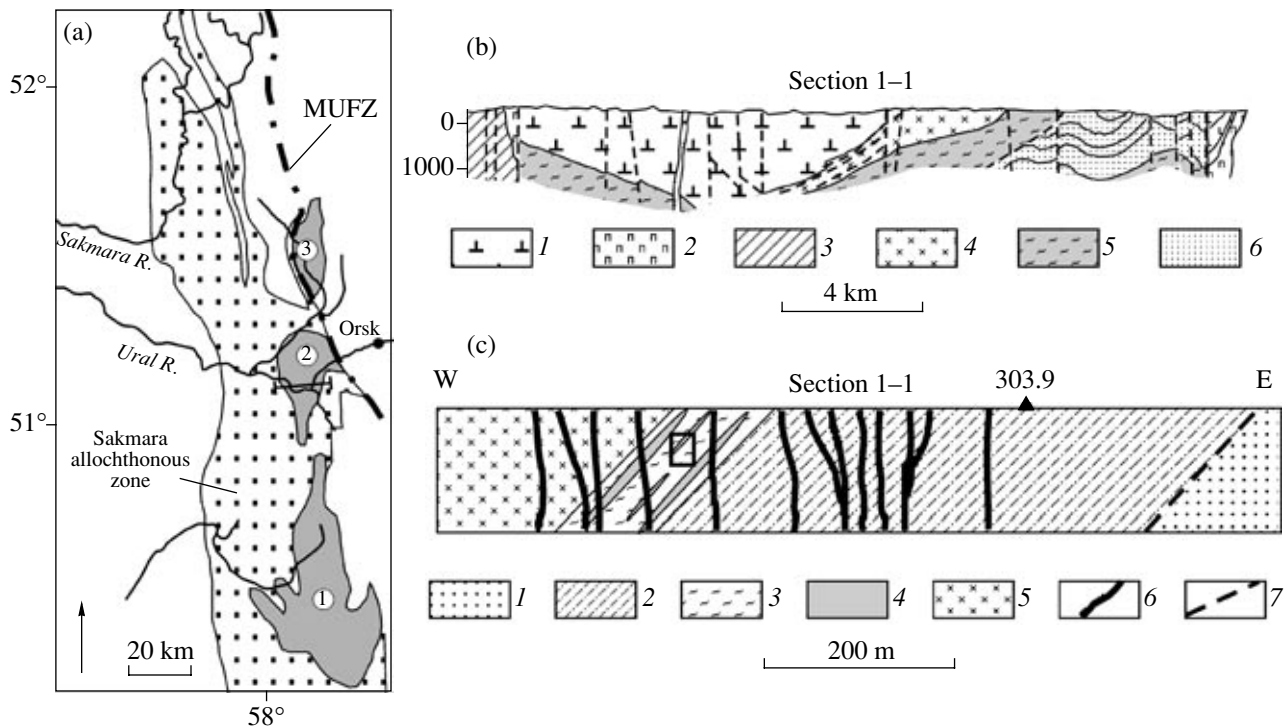 (a)
52°
MUFZ
3
Sakmara R.
Orsk
2
Ural R.
51°
Sakmara
allochthonous
zone
1
20 km
58°
(b)
Section 1–1
0
1000
1 2 3 4 5 6
4 km
(c)
W Section 1–1 303.9 E
1 2 3 4 5 6 7
200 m